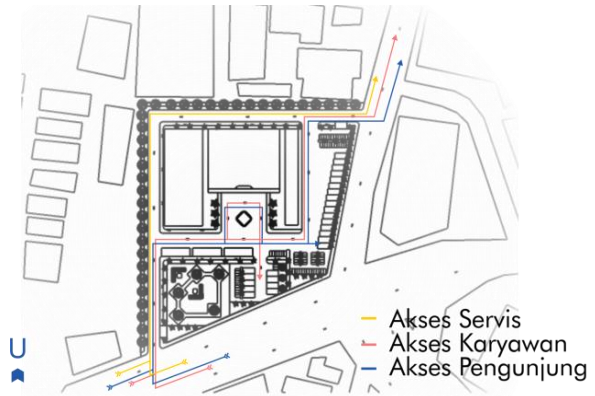 Akses Servis
Akses Karyawan
Akses Pengunjung
U